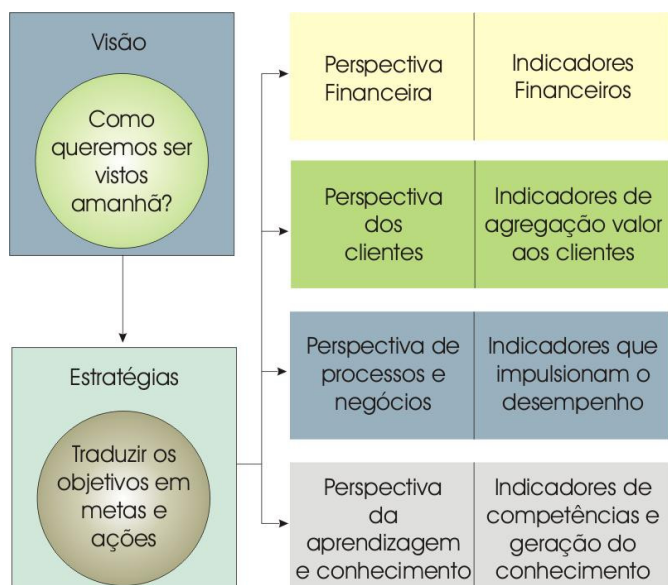 Visão
Como
queremos ser
vistos
amanhã?
Estratégias
Traduzir os
objetivos em
metas e
ações
Perspectiva
Financeira
Indicadores
Financeiros
Perspectiva
dos
clientes
Indicadores de
agregação valor
aos clientes
Perspectiva de
processos e
negócios
Indicadores que
impulsionam o
desempenho
Perspectiva
da
aprendizagem
e conhecimento
Indicadores de
competências e
geração do
conhecimento